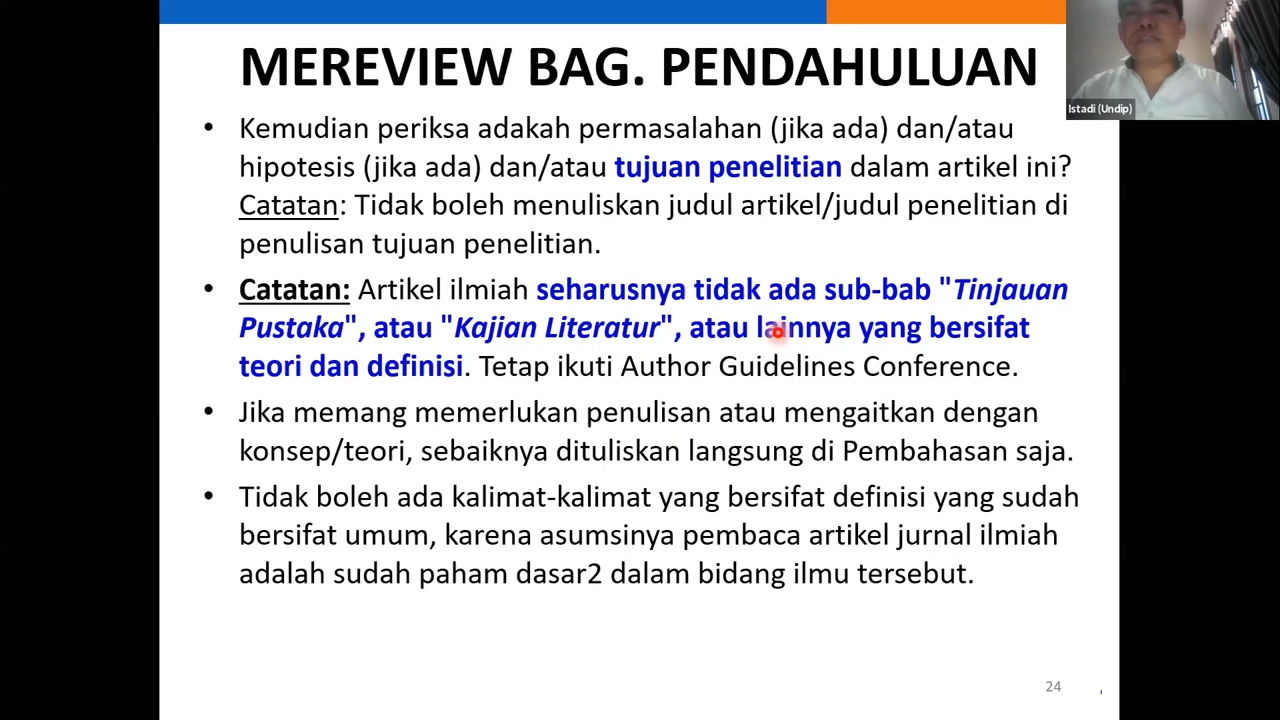 MEREVIEW BAG. PENDAHULUAN
Istadi (Undip)
• Kemudian periksa adakah permasalahan (jika ada) dan/atau
hipotesis (jika ada) dan/atau tujuan penelitian dalam artikel ini?
Catatan: Tidak boleh menuliskan judul artikel/judul penelitian di
penulisan tujuan penelitian.
• Catatan: Artikel ilmiah seharusnya tidak ada sub-bab "Tinjauan
Pustaka", atau "Kajian Literatur", atau lainnya yang bersifat
teori dan definisi. Tetap ikuti Author Guidelines Conference.
• Jika memang memerlukan penulisan atau mengaitkan dengan
konsep/teori, sebaiknya dituliskan langsung di Pembahasan saja.
• Tidak boleh ada kalimat-kalimat yang bersifat definisi yang sudah
bersifat umum, karena asumsinya pembaca artikel jurnal ilmiah
adalah sudah paham dasar2 dalam bidang ilmu tersebut.
24